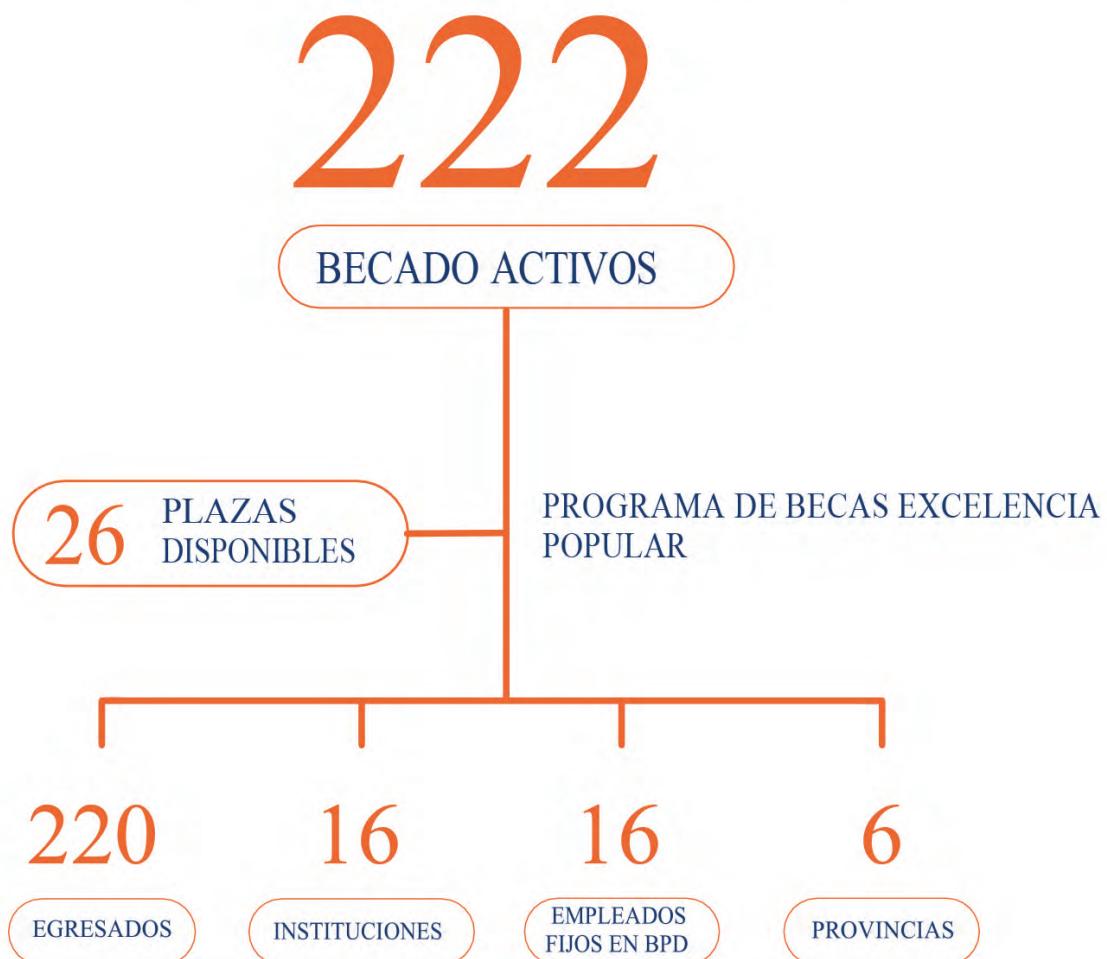 222
BECADO ACTIVOS
26
PLAZAS
DISPONIBLES
PROGRAMA DE BECAS EXCELENCIA
POPULAR
220
EGRESADOS
16
INSTITUCIONES
16
EMPLEADOS
FIJOS EN BPD
6
PROVINCIAS